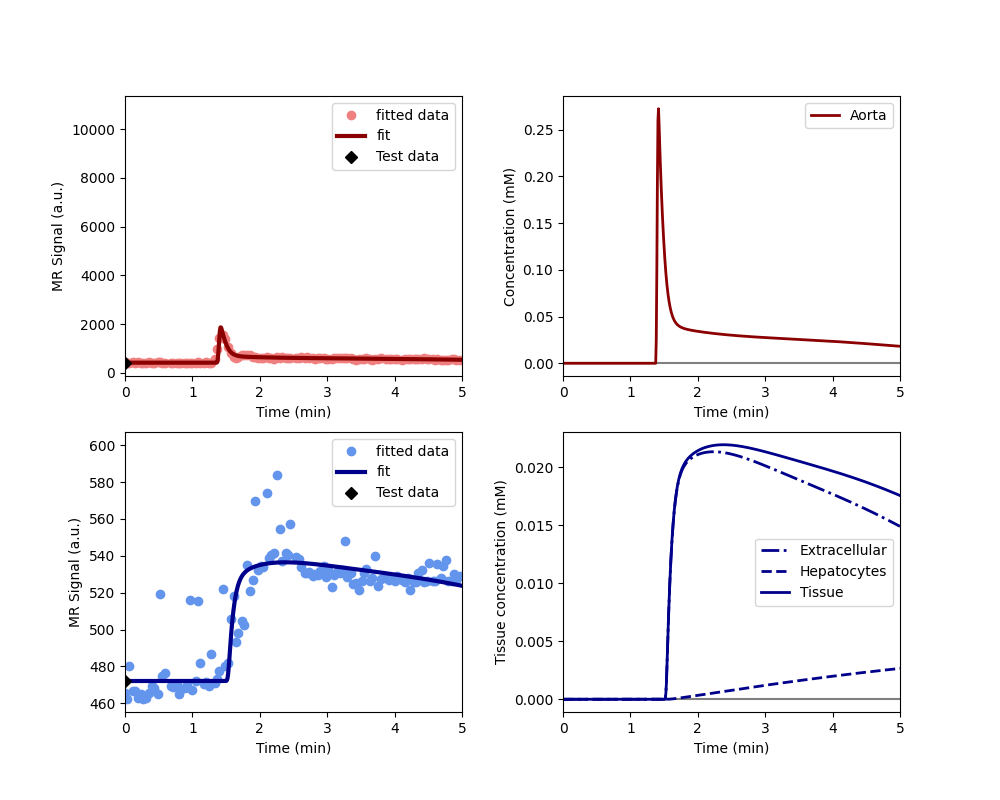 MR Signal (a.u.)
10000
8000
6000
4000
2000
0
fitted data
fit
Test data
0 1 2 3 4 5
Time (min)
Concentration (mM)
0.25
0.20
0.15
0.10
0.05
0.00
Aorta
0 1 2 3 4 5
Time (min)
MR Signal (a.u.)
600
580
560
540
520
500
480
460
fitted data
fit
Test data
0 1 2 3 4 5
Time (min)
Tissue concentration (mM)
0.020
0.015
0.010
0.005
0.000
Extracellular
Hepatocytes
Tissue
0 1 2 3 4 5
Time (min)